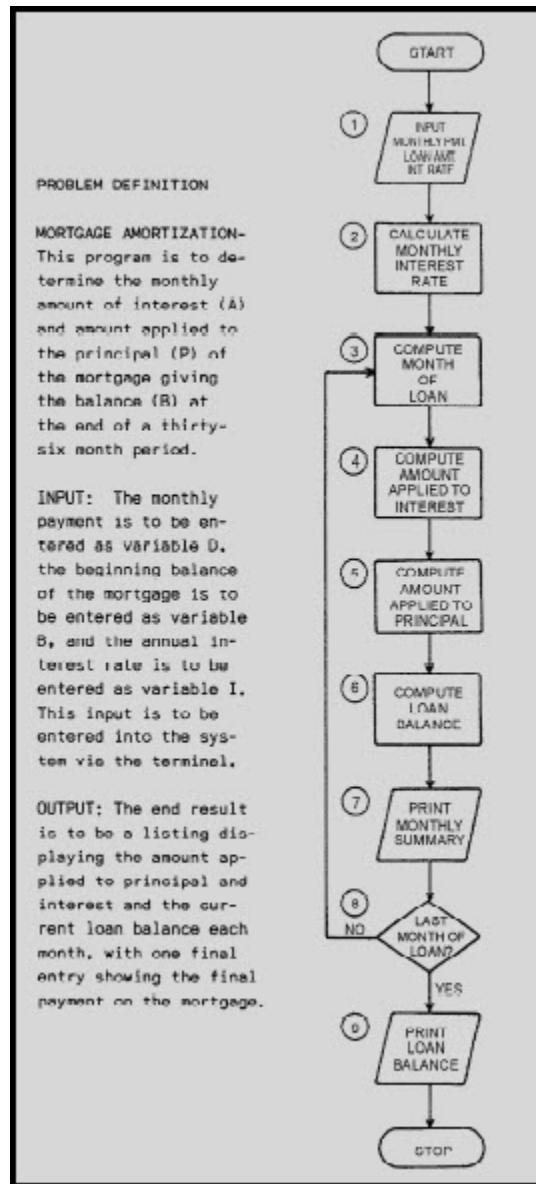 PROBLEM DEFINITION
MORTGAGE AMORTIZATION-
This program is to de-
termine the monthly
amount of interest (A)
and amount applied to
the principal (P) of
the mortgage giving
the balance (B) at
the end of a thirty-
six month period.
INPUT: The monthly
payment is to be en-
tered as variable D,
the beginning balance
of the mortgage is to
be entered as variable
B, and the annual in-
terest rate is to be
entered as variable I.
This input is to be
entered into the sys-
tem via the terminal.
OUTPUT: The end result
is to be a listing dis-
playing the amount ap-
plied to principal and
interest and the cur-
rent loan balance each
month, with one final
entry showing the final
payment on the mortgage.
START
1
INPUT
MONTHLY PMT
LOAN AMT
INT RATE
2
CALCULATE
MONTHLY
INTEREST
RATE
3
COMPUTE
MONTH
OF
LOAN
4
COMPUTE
AMOUNT
APPLIED TO
INTEREST
5
COMPUTE
AMOUNT
APPLIED TO
PRINCIPAL
6
COMPUTE
LOAN
BALANCE
7
PRINT
MONTHLY
SUMMARY
8
NO
LAST
MONTH OF
LOAN?
YES
9
PRINT
LOAN
BALANCE
STOP